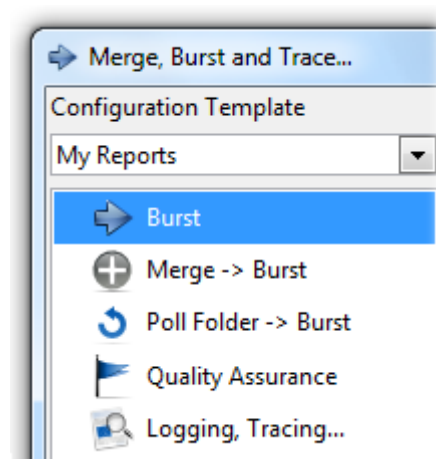 Merge, Burst and Trace...
Configuration Template
My Reports
Burst
Merge -> Burst
Poll Folder -> Burst
Quality Assurance
Logging, Tracing...